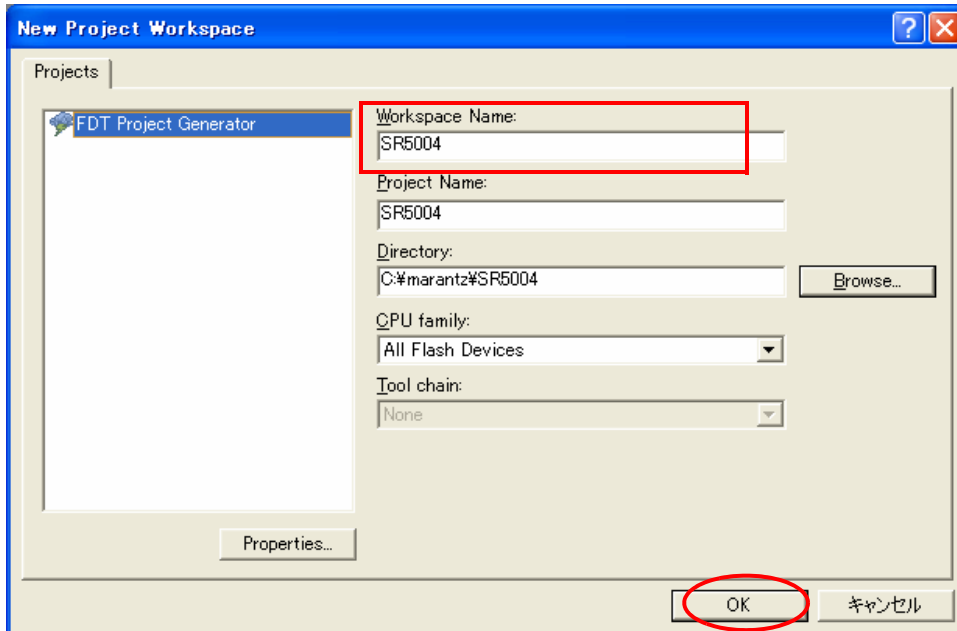 New Project Workspace
Projects
FDT Project Generator
Workspace Name:
SR5004
Project Name:
SR5004
Directory:
C:¥marantz¥SR5004
Browse...
CPU family:
All Flash Devices
Tool chain:
None
Properties...
OK
キャンセル